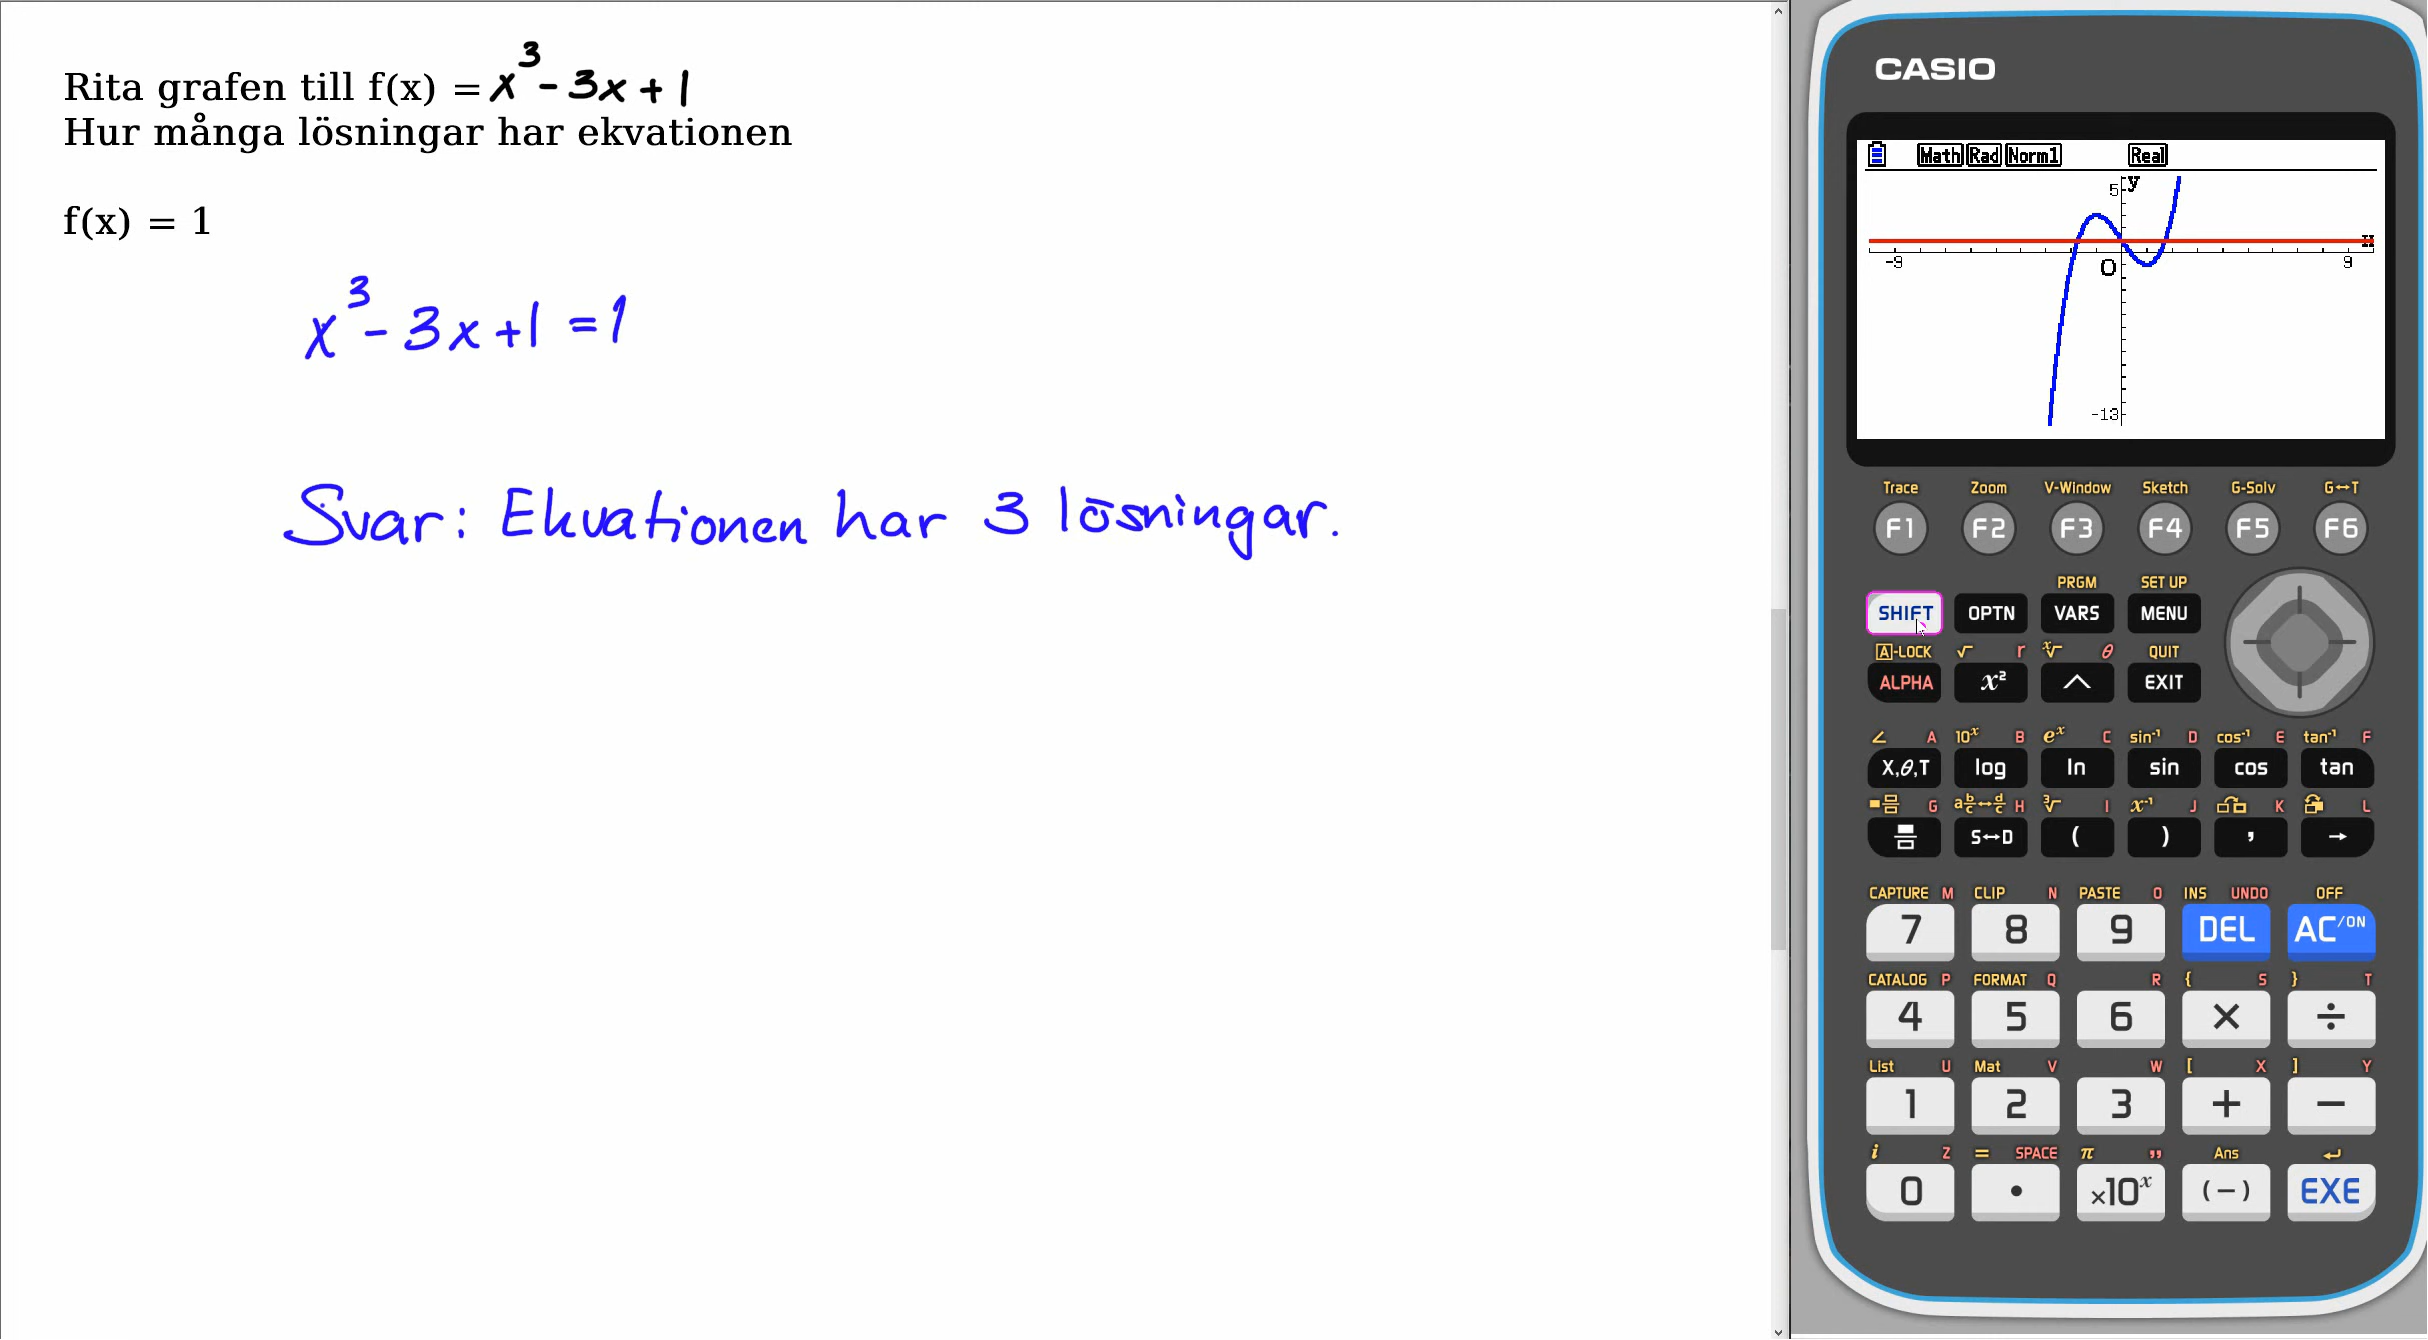 Rita grafen till f(x) = x³ - 3x + 1
Hur många lösningar har ekvationen
f(x) = 1
x³ - 3x + 1 = 1
Svar: Ekvationen har 3 lösningar.
CASIO
Math Rad Norm1 Real
5 y
x
-9 O 9
-13
Trace Zoom V-Window Sketch G-Solv G↔T
F1 F2 F3 F4 F5 F6
PRGM SET UP
SHIFT OPTN VARS MENU
A-LOCK √ r ˣ√ θ QUIT
ALPHA x² ^ EXIT
∠ A 10ˣ B eˣ C sin⁻¹ D cos⁻¹ E tan⁻¹ F
X,θ,T log ln sin cos tan
G a b/c↔d/c H ³√ I x⁻¹ J K L
S↔D ( ) , →
CAPTURE M CLIP N PASTE O INS UNDO OFF
7 8 9 DEL AC/ON
CATALOG P FORMAT Q R { S } T
4 5 6 × ÷
List U Mat V W [ X ] Y
1 2 3 + −
i Z = SPACE π " Ans ↵
0 • ×10ˣ (−) EXE